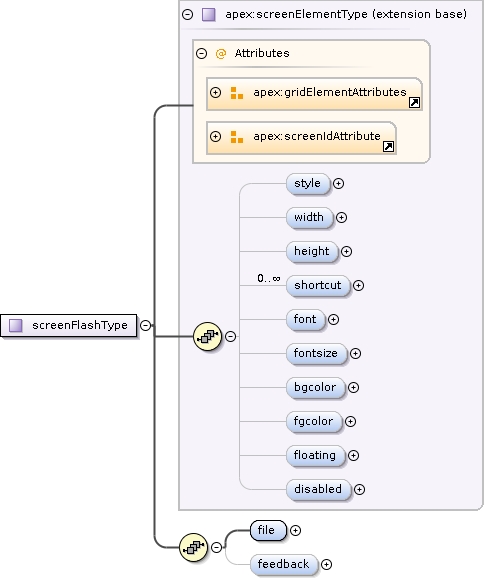 apex:screenElementType (extension base)
@ Attributes
apex:gridElementAttributes
apex:screenIdAttribute
style
width
height
0..∞
shortcut
screenFlashType
font
fontsize
bgcolor
fgcolor
floating
disabled
file
feedback